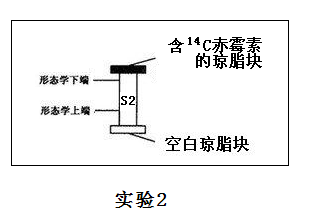 含¹⁴C赤霉素
的琼脂块
形态学下端
S2
形态学上端
空白琼脂块
实验2